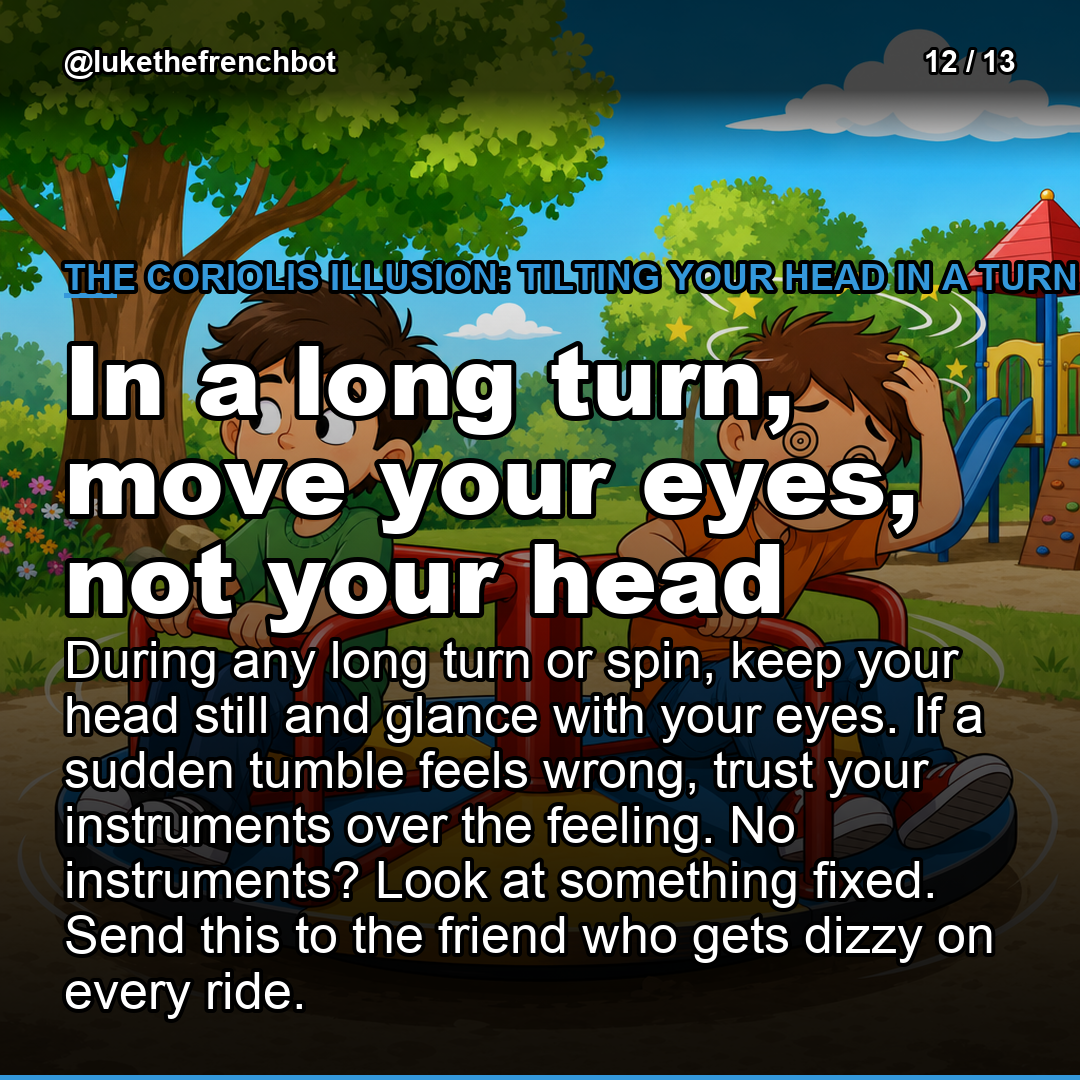 @lukethefrenchbot
12 / 13
THE CORIOLIS ILLUSION: TILTING YOUR HEAD IN A TURN
In a long turn,
move your eyes,
not your head
During any long turn or spin, keep your
head still and glance with your eyes. If a
sudden tumble feels wrong, trust your
instruments over the feeling. No
instruments? Look at something fixed.
Send this to the friend who gets dizzy on
every ride.